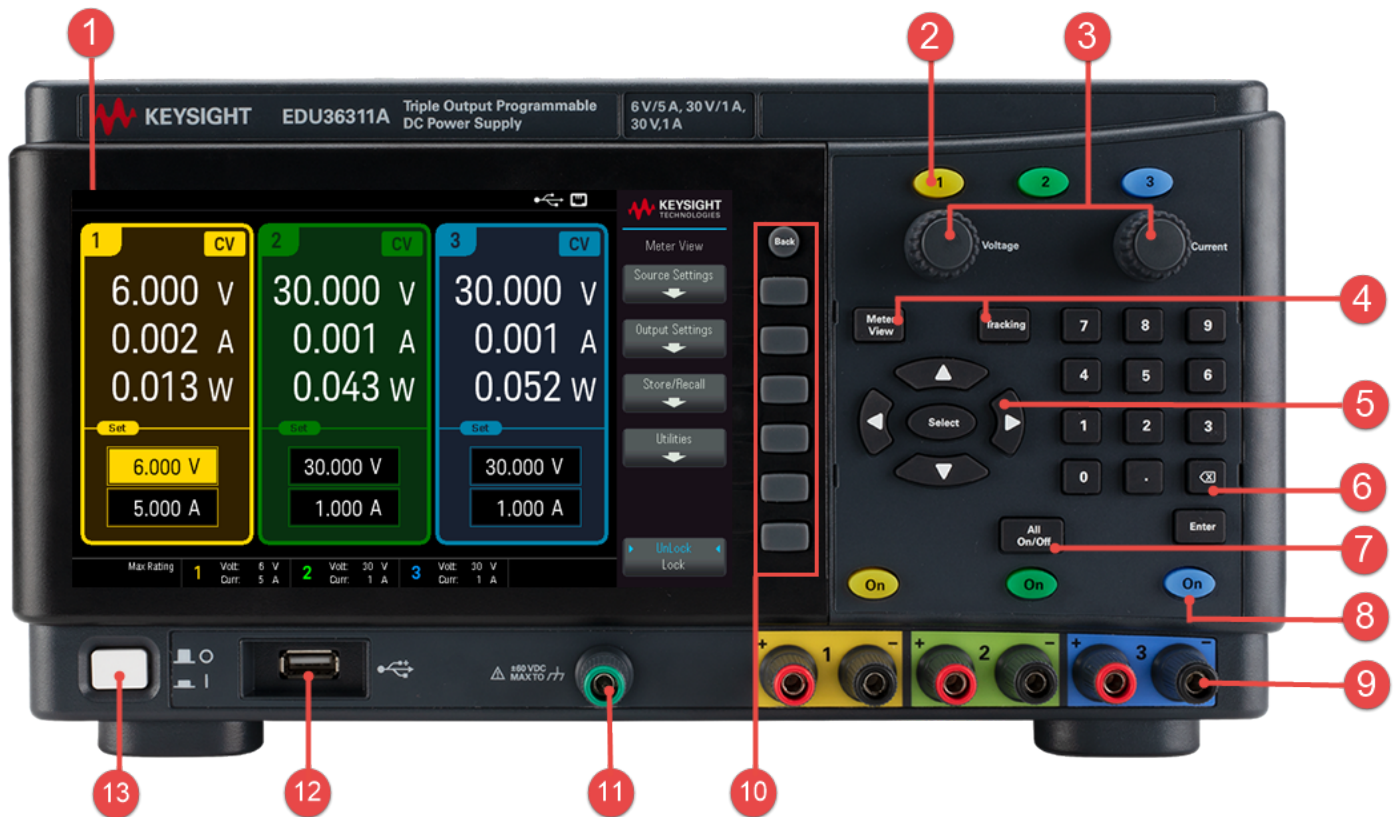 1
2
3
KEYSIGHT EDU36311A Triple Output Programmable
DC Power Supply
6 V/5 A, 30 V/1 A,
30 V,1 A
1 2 3
KEYSIGHT
TECHNOLOGIES
Meter View
Source Settings
Output Settings
Store/Recall
Utilities
UnLock
Lock
1 CV
6.000 V
0.002 A
0.013 W
Set
6.000 V
5.000 A
2 CV
30.000 V
0.001 A
0.043 W
Set
30.000 V
1.000 A
3 CV
30.000 V
0.001 A
0.052 W
Set
30.000 V
1.000 A
Max Rating 1 Volt: 6 V 2 Volt: 30 V 3 Volt: 30 V
Curr: 5 A Curr: 1 A Curr: 1 A
Back
Voltage
Current
Meter
View
Tracking
7 8 9
4 5 6
1 2 3
0 .
Select
Enter
All
On/Off
On On On
4
5
6
7
8
9
±60 VDC
MAX TO
+ 1 −
+ 2 −
+ 3 −
13
12
11
10